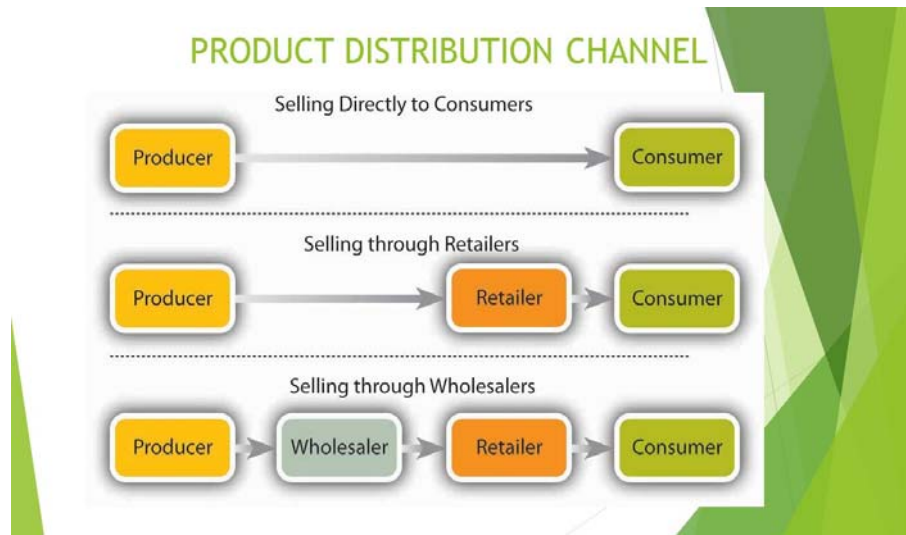 PRODUCT DISTRIBUTION CHANNEL
Selling Directly to Consumers
Producer Consumer
Selling through Retailers
Producer Retailer Consumer
Selling through Wholesalers
Producer Wholesaler Retailer Consumer